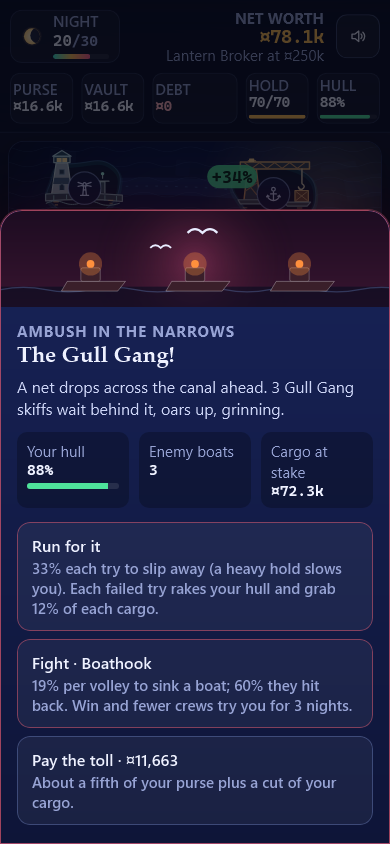 NIGHT
20/30
NET WORTH
¤78.1k
Lantern Broker at ¤250k
PURSE
¤16.6k
VAULT
¤16.6k
DEBT
¤0
HOLD
70/70
HULL
88%
+34%
AMBUSH IN THE NARROWS
The Gull Gang!
A net drops across the canal ahead. 3 Gull Gang
skiffs wait behind it, oars up, grinning.
Your hull
88%
Enemy boats
3
Cargo at
stake
¤72.3k
Run for it
33% each try to slip away (a heavy hold slows
you). Each failed try rakes your hull and grab
12% of each cargo.
Fight · Boathook
19% per volley to sink a boat; 60% they hit
back. Win and fewer crews try you for 3 nights.
Pay the toll · ¤11,663
About a fifth of your purse plus a cut of your
cargo.